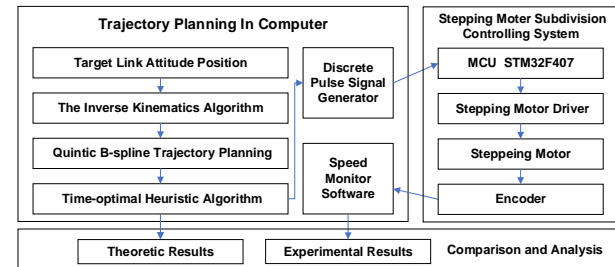 Trajectory Planning In Computer
Target Link Attitude Position
The Inverse Kinematics Algorithm
Quintic B-spline Trajectory Planning
Time-optimal Heuristic Algorithm
Discrete
Pulse Signal
Generator
Speed
Monitor
Software
Stepping Moter Subdivision
Controlling System
MCU STM32F407
Stepping Motor Driver
Steppeing Motor
Encoder
Theoretic Results
Experimental Results
Comparison and Analysis